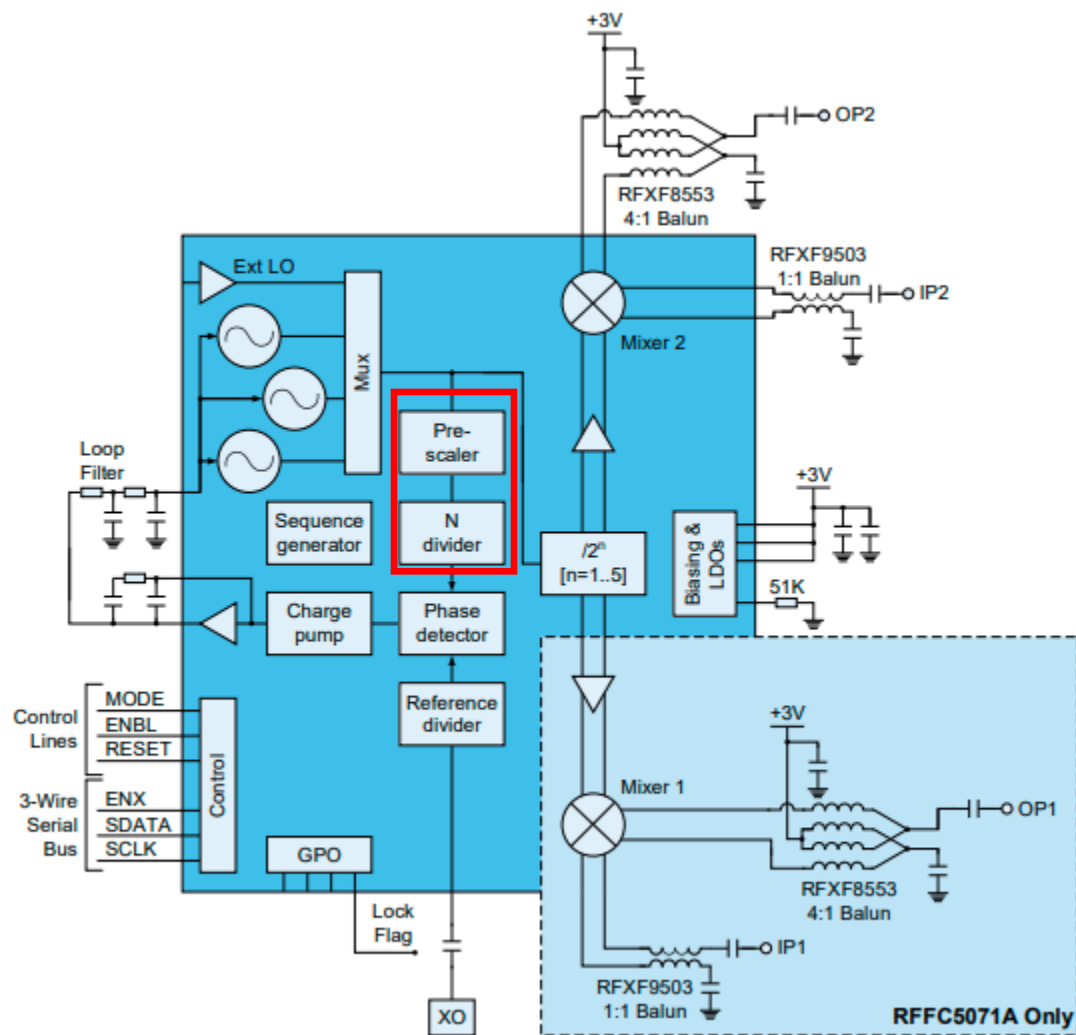 +3V
OP2
RFXF8553
4:1 Balun
RFXF9503
1:1 Balun
IP2
Ext LO
Mux
Mixer 2
Pre-
scaler
Loop
Filter
+3V
Sequence
generator
N
divider
/2ⁿ
[n=1..5]
Biasing &
LDOs
51K
Charge
pump
Phase
detector
Reference
divider
Control
Lines
MODE
ENBL
RESET
3-Wire
Serial
Bus
ENX
SDATA
SCLK
Control
GPO
Lock
Flag
XO
+3V
Mixer 1
OP1
RFXF8553
4:1 Balun
IP1
RFXF9503
1:1 Balun
RFFC5071A Only